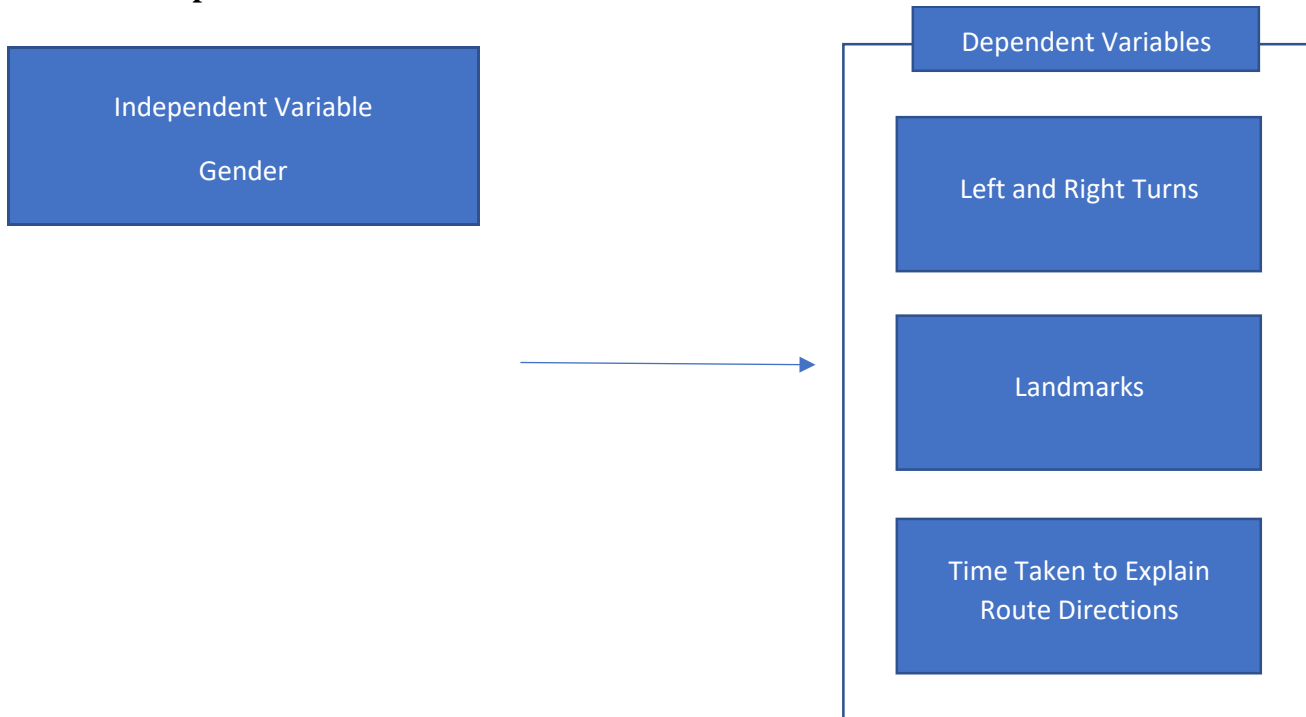 Independent Variable
Gender
Dependent Variables
Left and Right Turns
Landmarks
Time Taken to Explain
Route Directions